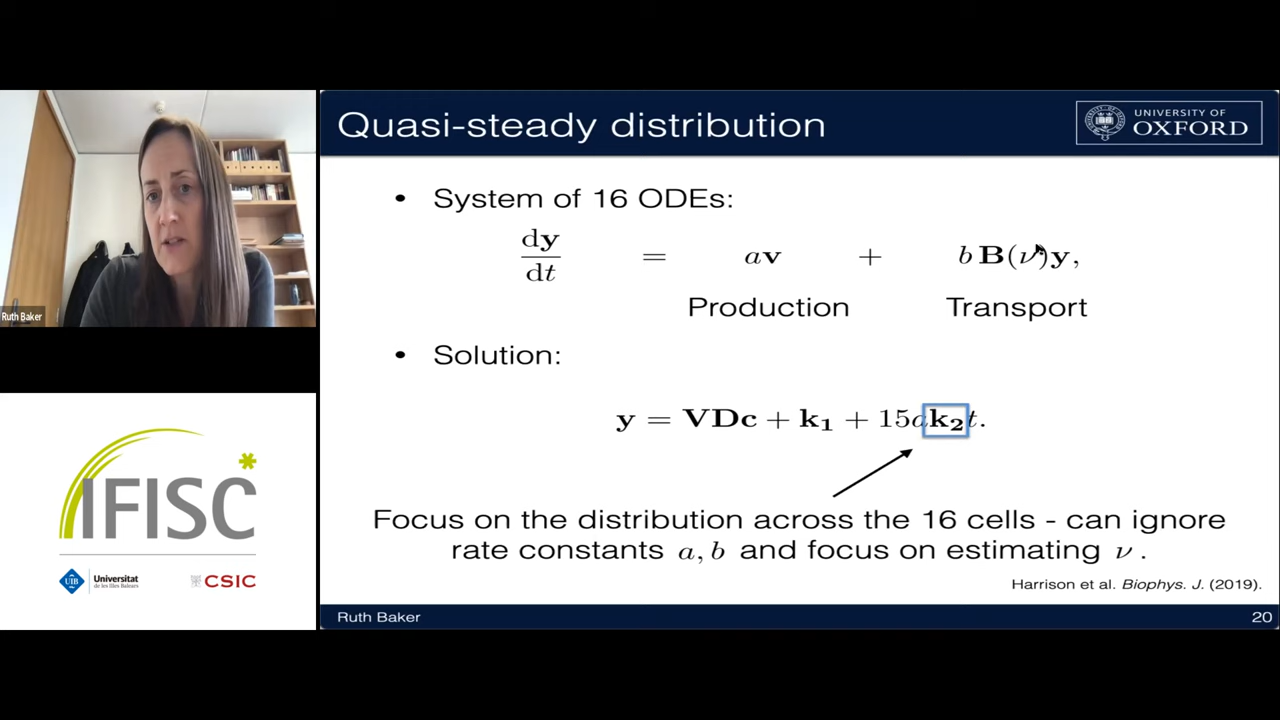 Quasi-steady distribution
UNIVERSITY OF
OXFORD
• System of 16 ODEs:
dy/dt = av + b B(ν)y,
Production Transport
• Solution:
y = VDc + k₁ + 15ak₂t.
Focus on the distribution across the 16 cells - can ignore
rate constants a, b and focus on estimating ν .
Harrison et al. Biophys. J. (2019).
Ruth Baker 20
Ruth Baker
IFISC
UIB Universitat
de les Illes Balears
CSIC